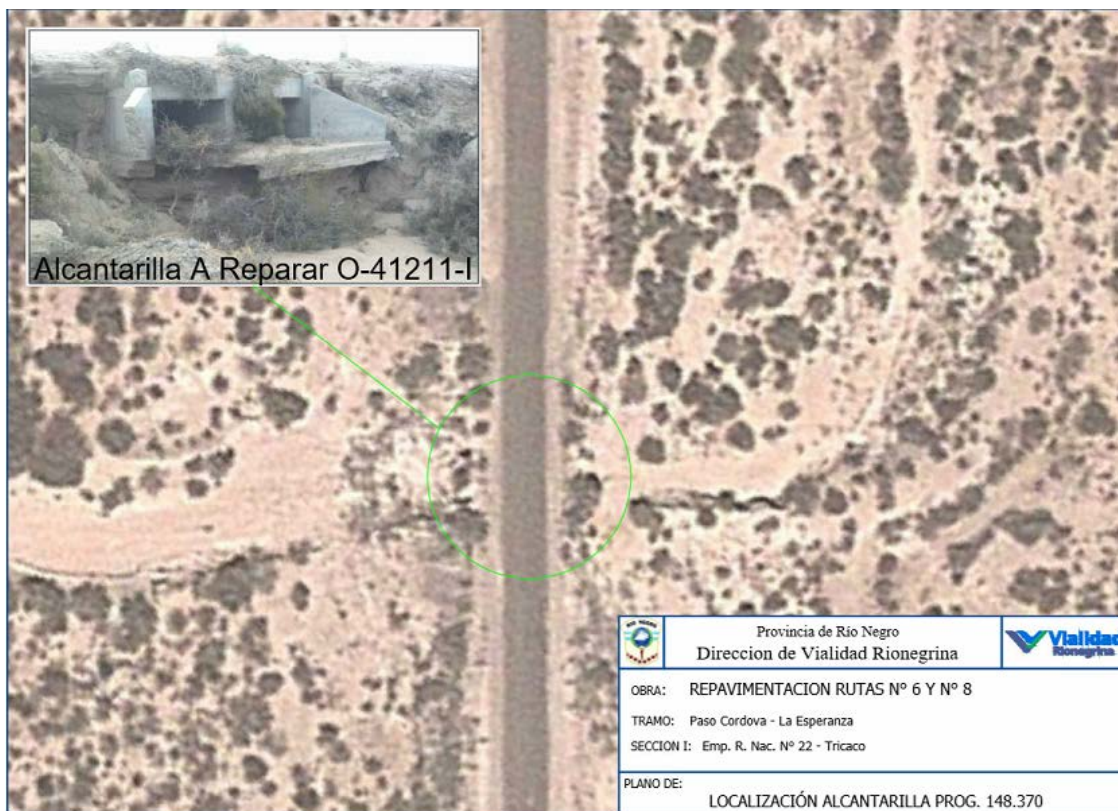 Alcantarilla A Reparar O-41211-I
RIO NEGRO
Provincia de Río Negro
Direccion de Vialidad Rionegrina
Vialidad
Rionegrina
OBRA: REPAVIMENTACION RUTAS Nº 6 Y Nº 8
TRAMO: Paso Cordova - La Esperanza
SECCION I: Emp. R. Nac. Nº 22 - Tricaco
PLANO DE:
LOCALIZACIÓN ALCANTARILLA PROG. 148.370